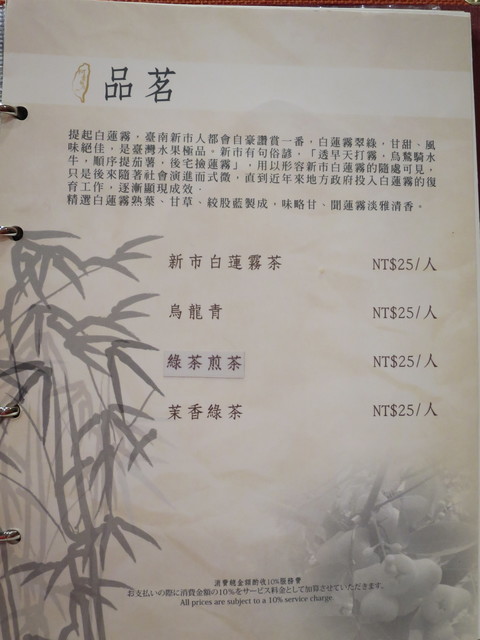 品茗
提起白蓮霧，臺南新市人都會自豪讚賞一番，白蓮霧翠綠，甘甜、風
味絕佳，是臺灣水果極品。新市有句俗諺，「透早天打霧，烏鶖騎水
牛，順序提茄薯，後宅撿蓮霧」，用以形容新市白蓮霧的隨處可見，
只是後來隨著社會演進而式微，直到近年來地方政府投入白蓮霧的復
育工作，逐漸顯現成效。
精選白蓮霧熟葉、甘草、絞股藍製成，味略甘、聞蓮霧淡雅清香。
新市白蓮霧茶 NT$25/人
烏龍青 NT$25/人
綠茶煎茶 NT$25/人
茉香綠茶 NT$25/人
消費總金額酌收10%服務費
お支払いの際に消費金額の10%をサービス料金として加算させていただきます。
All prices are subject to a 10% service charge